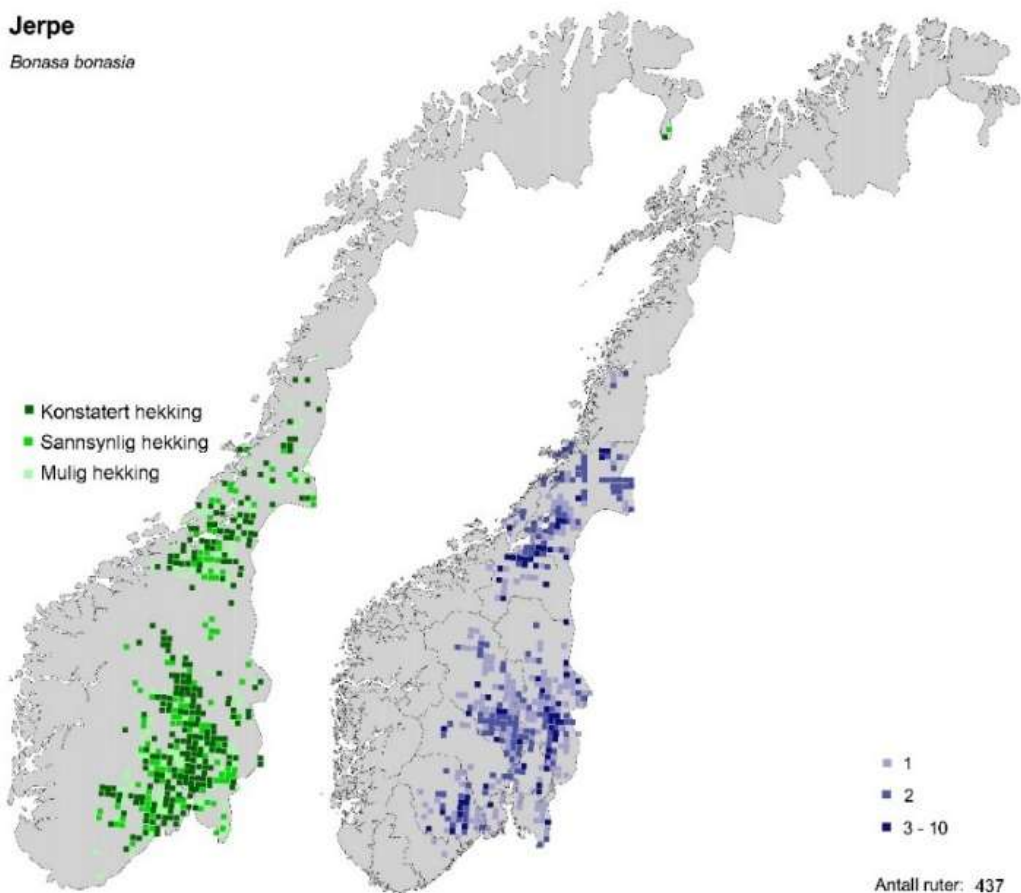 Jerpe
Bonasa bonasia
Konstatert hekking
Sannsynlig hekking
Mulig hekking
1
2
3 - 10
Antall ruter: 437